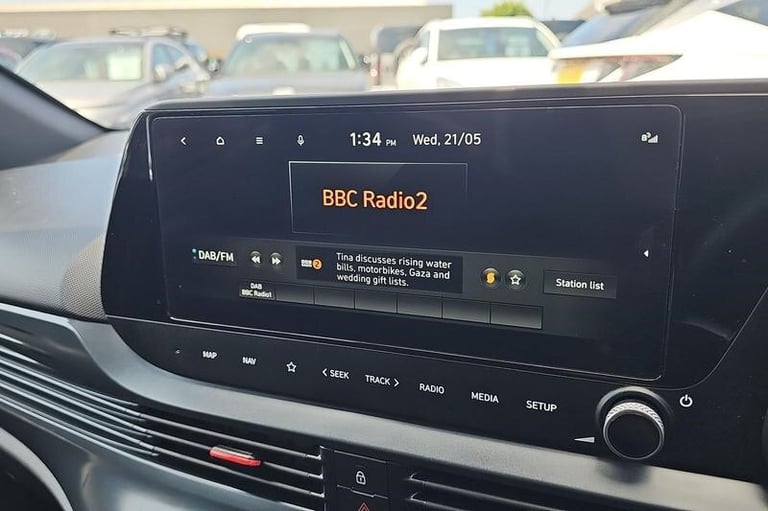 1:34 PM Wed, 21/05
BBC Radio2
DAB/FM
2
Tina discusses rising water
bills, motorbikes, Gaza and
wedding gift lists.
Station list
DAB
BBC Radio1
MAP NAV < SEEK TRACK > RADIO MEDIA SETUP